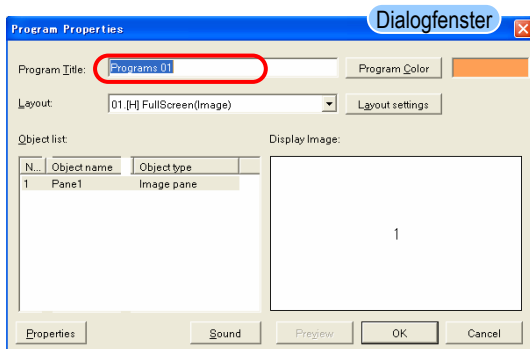 Dialogfenster
Program Properties
Program Title: Programs 01 Program Color
Layout: 01.[H] FullScreen(Image) Layout settings
Object list: Display Image:
N... Object name Object type
1 Pane1 Image pane
1
Properties Sound Preview OK Cancel